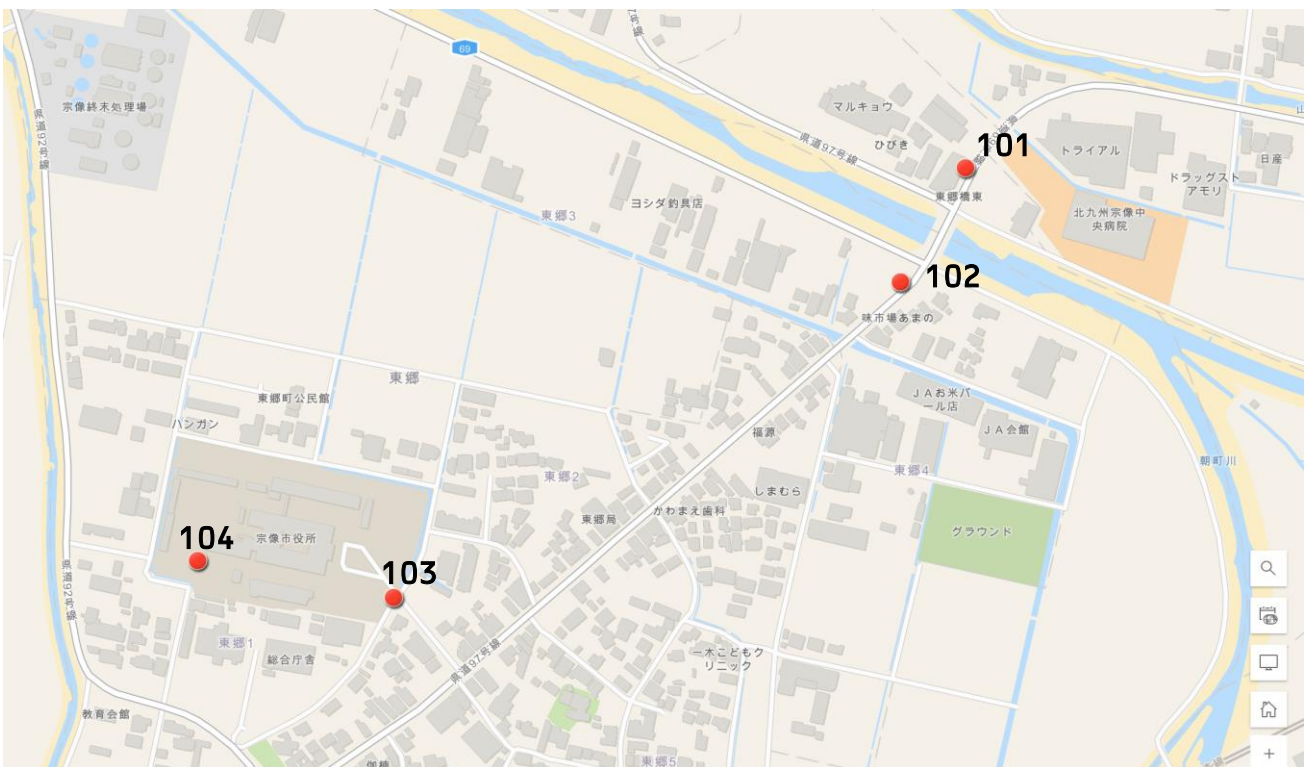 69
宗像終末処理場
県道92号線
マルキョウ
ひびき
県道97号線
101
東郷橋東
トライアル
ドラッグスト
アモリ
日産
北九州宗像中
央病院
ヨシダ釣具店
東郷3
102
味市場あまの
東郷
東郷町公民館
ハンガン
JAお米パ
ール店
JA会館
福源
朝町川
東郷2
しまむら
東郷4
東郷局
かわまえ歯科
グラウンド
104
宗像市役所
103
県道92号線
東郷1
総合庁舎
県道97号線
一木こどもク
リニック
教育会館
東郷5